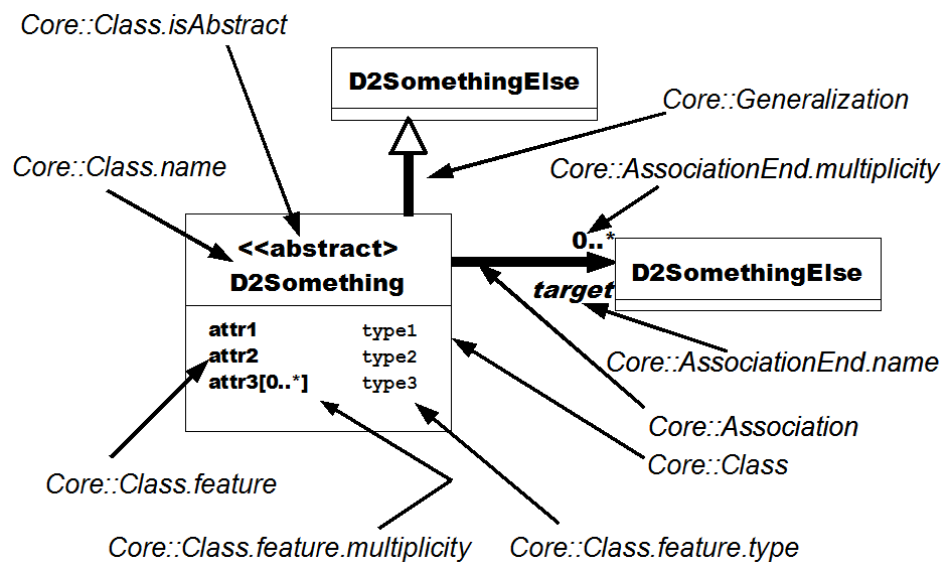 Core::Class.isAbstract
D2SomethingElse
Core::Generalization
Core::Class.name
Core::AssociationEnd.multiplicity
<<abstract>
D2Something
0..*
D2SomethingElse
target
attr1 type1
attr2 type2
attr3[0..*] type3
Core::AssociationEnd.name
Core::Association
Core::Class
Core::Class.feature
Core::Class.feature.multiplicity
Core::Class.feature.type